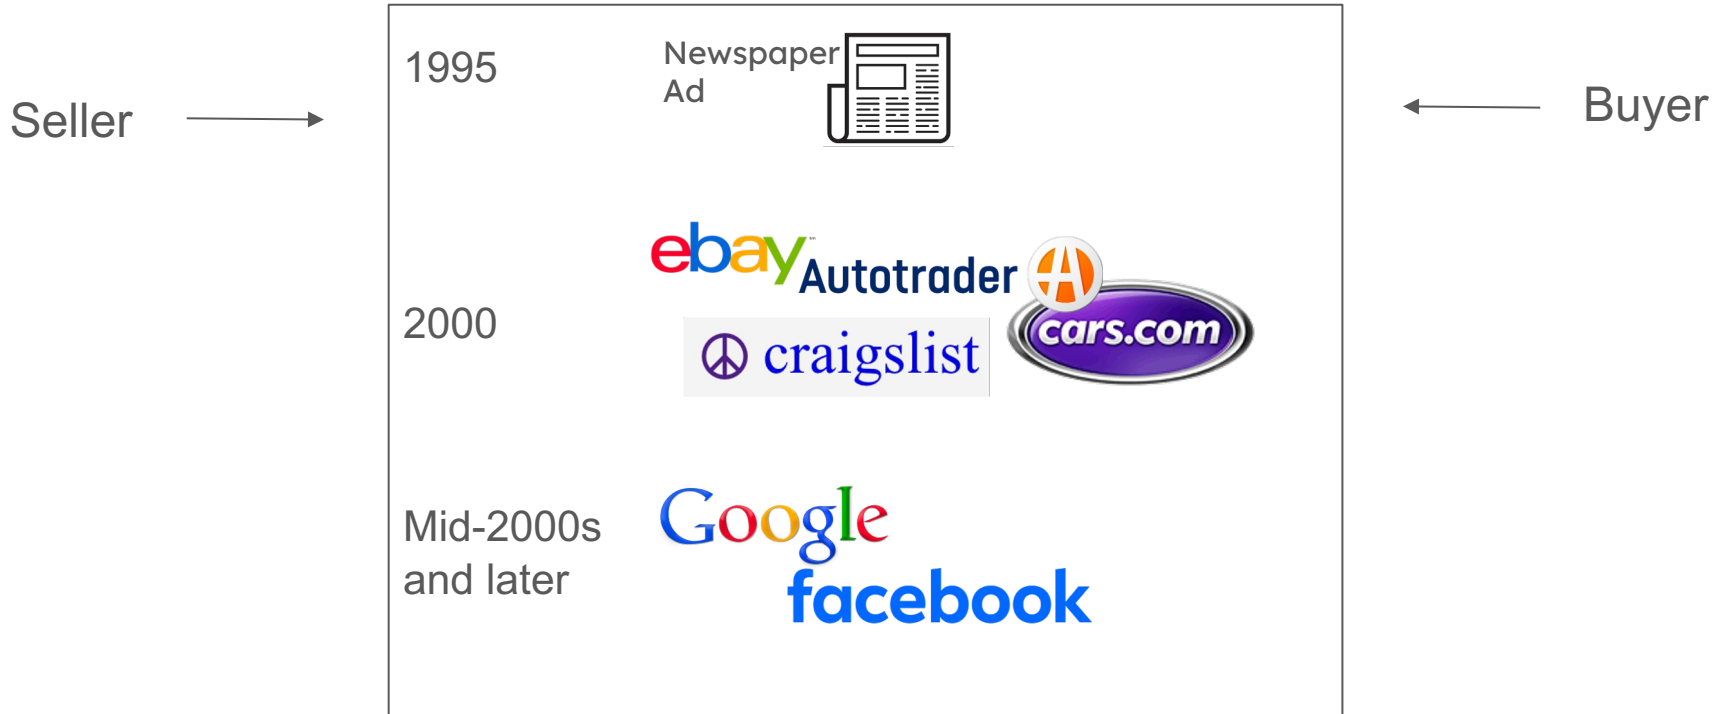 1995
Newspaper
Ad
Seller
Buyer
ebay
Autotrader
cars.com
2000
craigslist
Mid-2000s
and later
Google
facebook